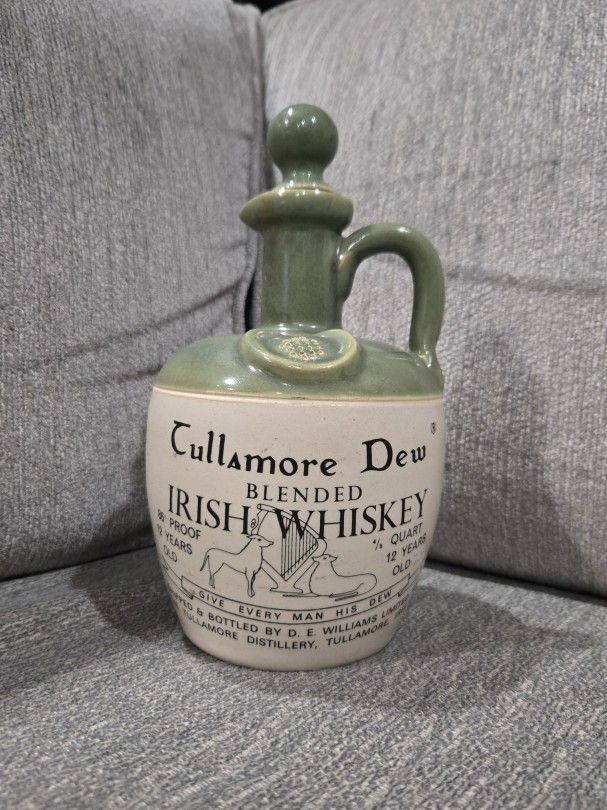 Tullamore Dew ®
BLENDED
IRISH WHISKEY
86° PROOF
12 YEARS
OLD
4/5 QUART
12 YEARS
OLD
GIVE EVERY MAN HIS DEW
& BOTTLED BY D. E. WILLIAMS
TULLAMORE DISTILLERY, TULLAMORE